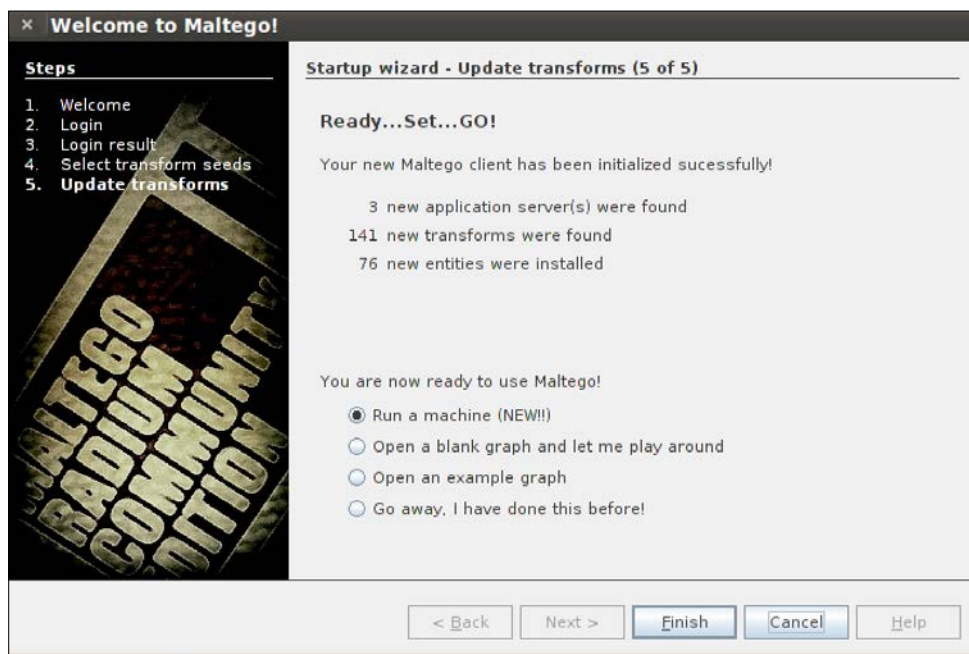 × Welcome to Maltego!
Steps
1. Welcome
2. Login
3. Login result
4. Select transform seeds
5. Update transforms
MALTEGO
RADIUM
COMMUNITY
EDITION
Startup wizard - Update transforms (5 of 5)
Ready...Set...GO!
Your new Maltego client has been initialized sucessfully!
3 new application server(s) were found
141 new transforms were found
76 new entities were installed
You are now ready to use Maltego!
Run a machine (NEW!!)
Open a blank graph and let me play around
Open an example graph
Go away, I have done this before!
< Back
Next >
Finish
Cancel
Help